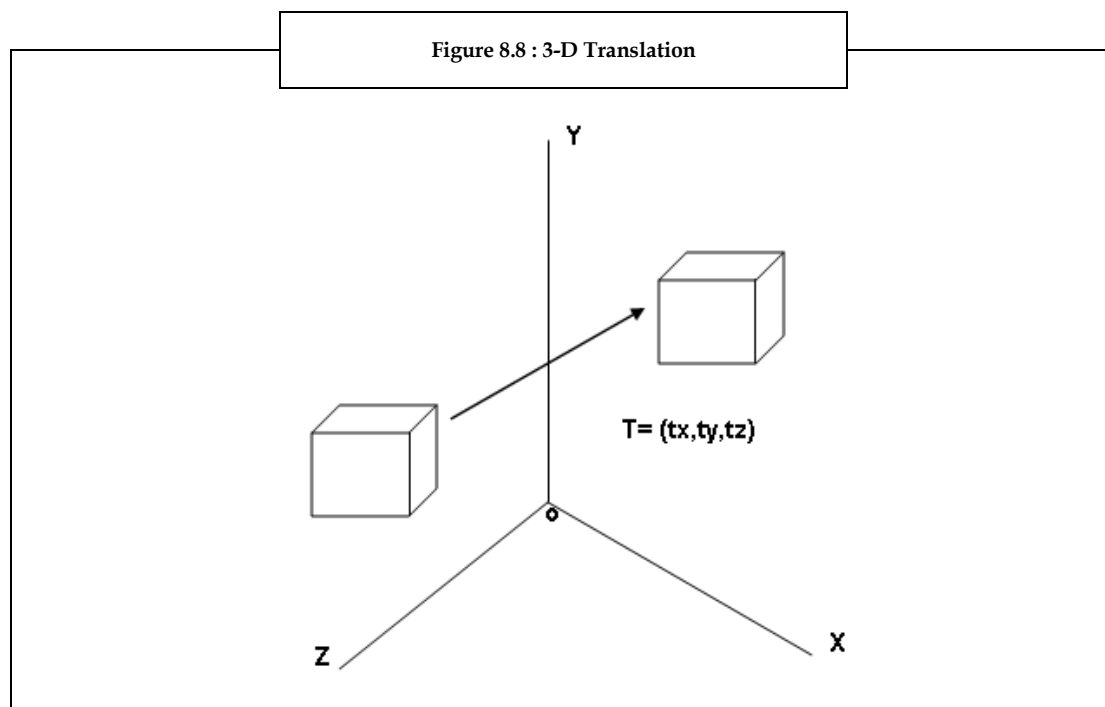 Figure 8.8 : 3-D Translation
Y
T= (tx,ty,tz)
o
Z
X